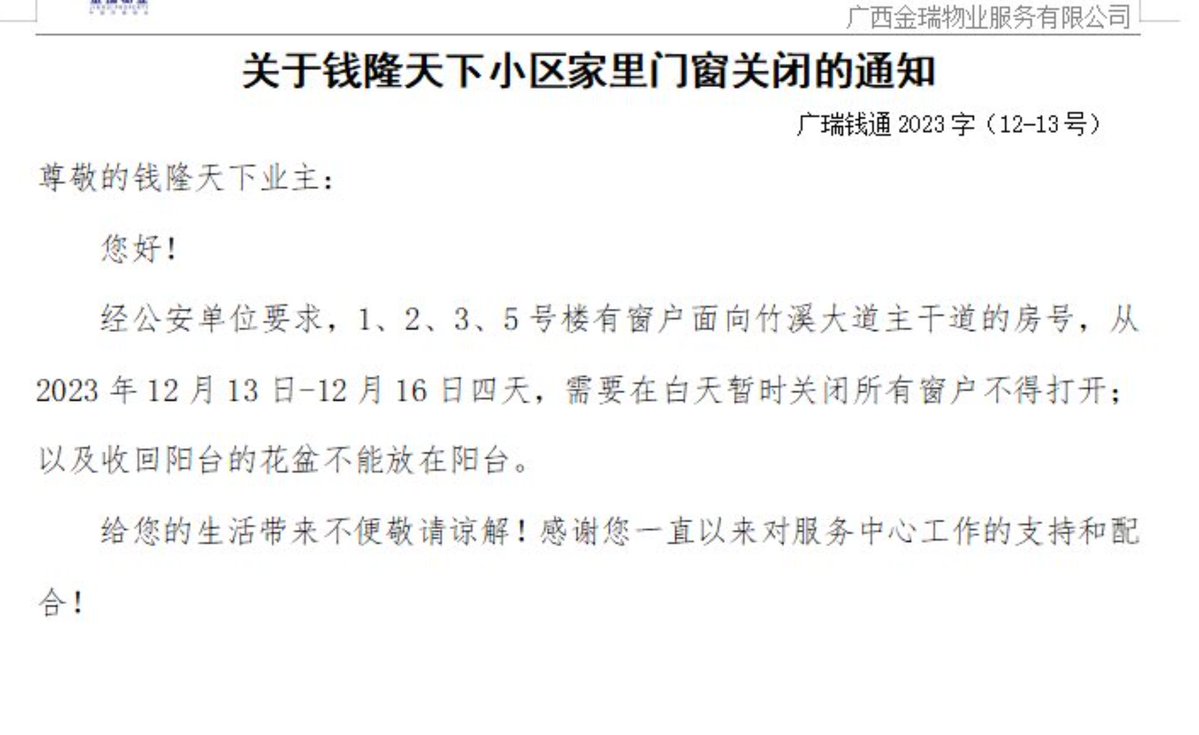 金瑞物业
广西金瑞物业服务有限公司
关于钱隆天下小区家里门窗关闭的通知
广瑞钱通 2023 字（12-13 号）
尊敬的钱隆天下业主：
您好！
经公安单位要求，1、2、3、5 号楼有窗户面向竹溪大道主干道的房号，从
2023 年 12 月 13 日-12 月 16 日四天，需要在白天暂时关闭所有窗户不得打开；
以及收回阳台的花盆不能放在阳台。
给您的生活带来不便敬请谅解！感谢您一直以来对服务中心工作的支持和配
合！